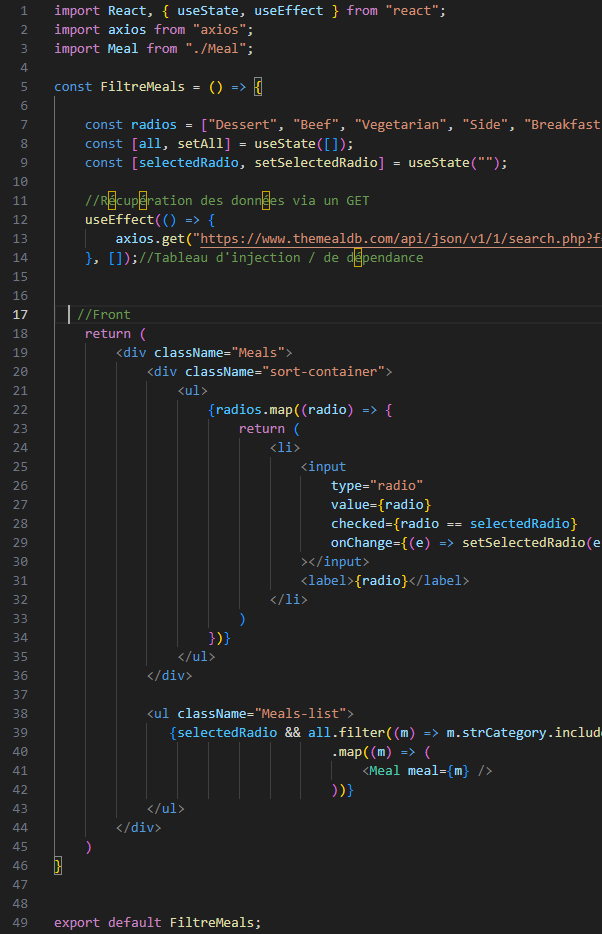 1 import React, { useState, useEffect } from "react";
2 import axios from "axios";
3 import Meal from "./Meal";
4
5 const FiltreMeals = () => {
6
7 const radios = ["Dessert", "Beef", "Vegetarian", "Side", "Breakfast
8 const [all, setAll] = useState([]);
9 const [selectedRadio, setSelectedRadio] = useState("");
10
11 //Récupération des données via un GET
12 useEffect(() => {
13 axios.get("https://www.themealdb.com/api/json/v1/1/search.php?f
14 }, []);//Tableau d'injection / de dépendance
15
16
17 //Front
18 return (
19 <div className="Meals">
20 <div className="sort-container">
21 <ul>
22 {radios.map((radio) => {
23 return (
24 <li>
25 <input
26 type="radio"
27 value={radio}
28 checked={radio == selectedRadio}
29 onChange={(e) => setSelectedRadio(e
30 ></input>
31 <label>{radio}</label>
32 </li>
33 )
34 })}
35 </ul>
36 </div>
37
38 <ul className="Meals-list">
39 {selectedRadio && all.filter((m) => m.strCategory.include
40 .map((m) => (
41 <Meal meal={m} />
42 ))}
43 </ul>
44 </div>
45 )
46 }
47
48
49 export default FiltreMeals;